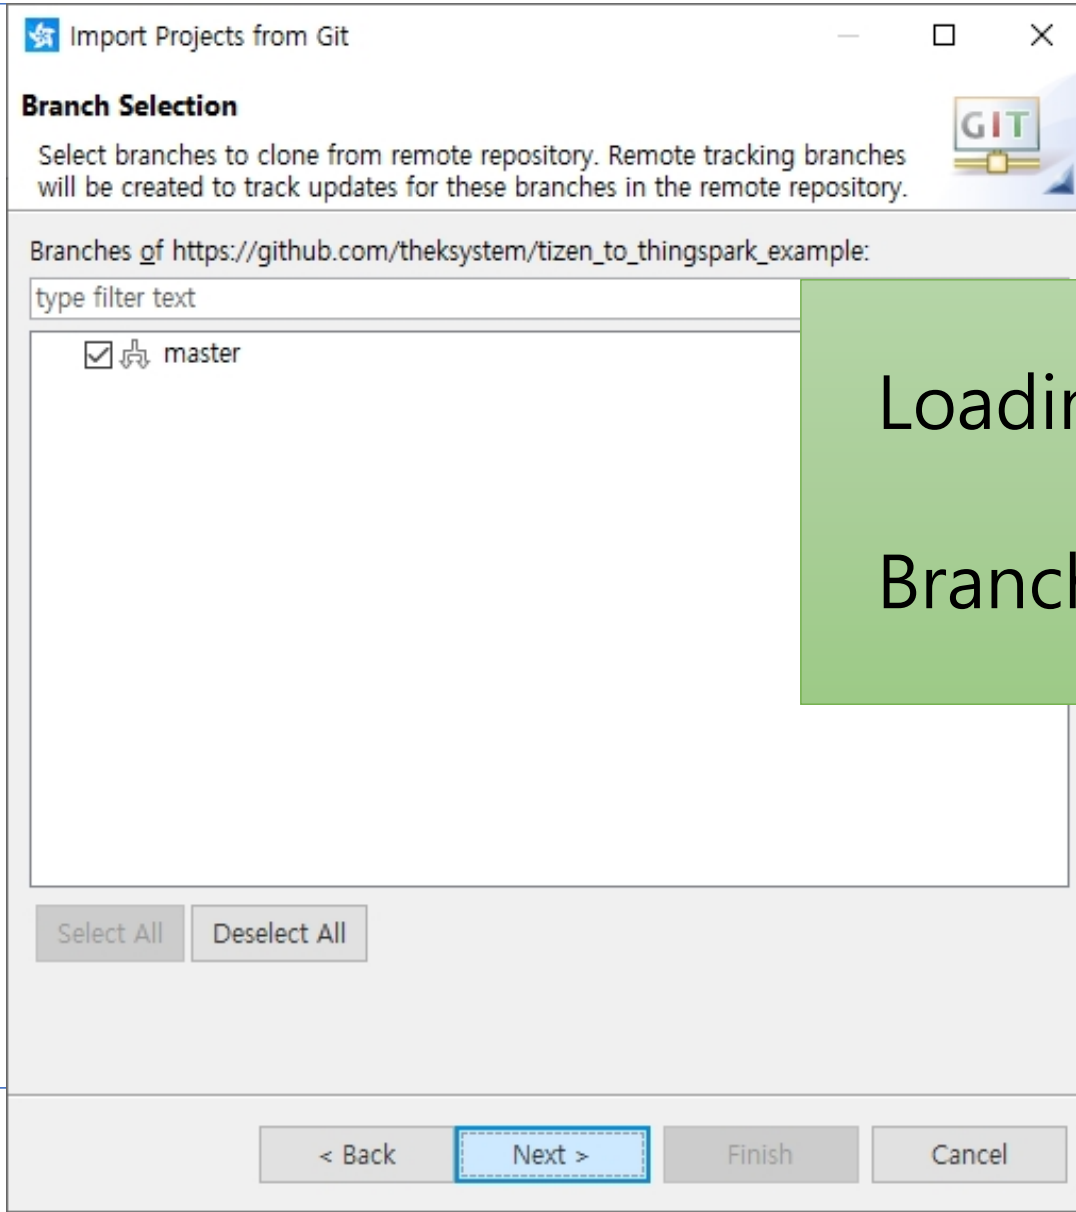 Import Projects from Git
Branch Selection
GIT
Select branches to clone from remote repository. Remote tracking branches
will be created to track updates for these branches in the remote repository.
Branches of https://github.com/theksystem/tizen_to_thingspark_example:
type filter text
master
Select All Deselect All
< Back Next > Finish Cancel